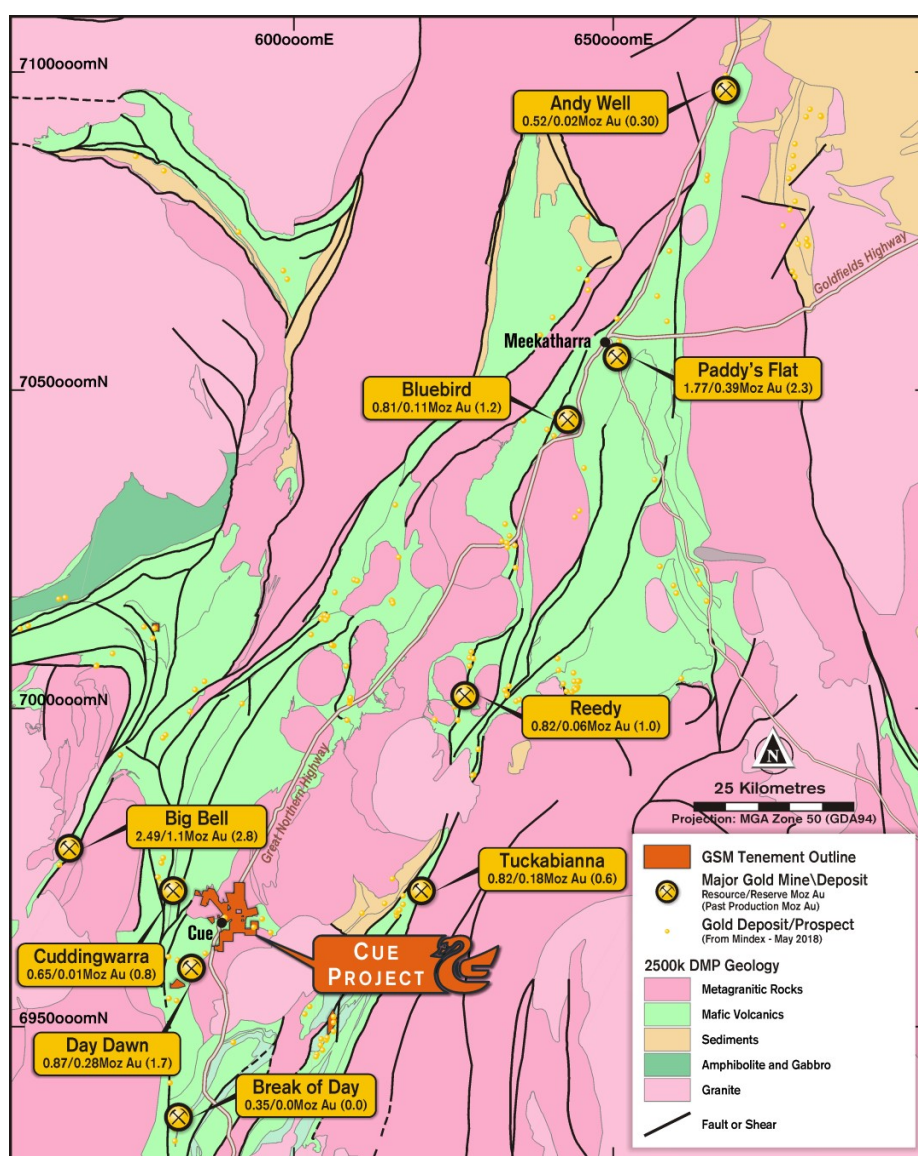 600000mE
650000mE
7100000mN
Andy Well
0.52/0.02Moz Au (0.30)
Goldfields Highway
Meekatharra
Paddy's Flat
1.77/0.39Moz Au (2.3)
7050000mN
Bluebird
0.81/0.11Moz Au (1.2)
7000000mN
Reedy
0.82/0.06Moz Au (1.0)
Great Northern Highway
N
25 Kilometres
Projection: MGA Zone 50 (GDA94)
Big Bell
2.49/1.1Moz Au (2.8)
Tuckabianna
0.82/0.18Moz Au (0.6)
Cue
Cuddingwarra
0.65/0.01Moz Au (0.8)
CUE
PROJECT
6950000mN
Day Dawn
0.87/0.28Moz Au (1.7)
Break of Day
0.35/0.0Moz Au (0.0)
GSM Tenement Outline
Major Gold Mine\Deposit
Resource/Reserve Moz Au
(Past Production Moz Au)
Gold Deposit/Prospect
(From Mindex - May 2018)
2500k DMP Geology
Metagranitic Rocks
Mafic Volcanics
Sediments
Amphibolite and Gabbro
Granite
Fault or Shear